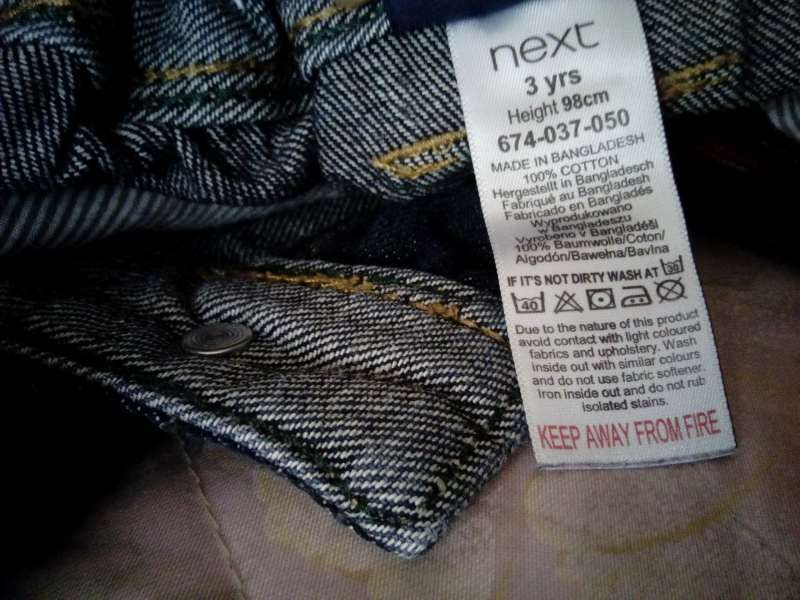 next
3 yrs
Height 98cm
674-037-050
MADE IN BANGLADESH
100% COTTON
Hergestellt in Bangladesch
Fabriqué au Bangladesh
Fabricado en Bangladés
Wyprodukowano
w Bangladeszu
Vyrobeno v Bangladéši
100% Baumwolle/Coton/
Algodón/Bawełna/Bavlna
IF IT'S NOT DIRTY WASH AT 30
40
Due to the nature of this product
avoid contact with light coloured
fabrics and upholstery. Wash
inside out with similar colours
and do not use fabric softener.
Iron inside out and do not rub
isolated stains.
KEEP AWAY FROM FIRE